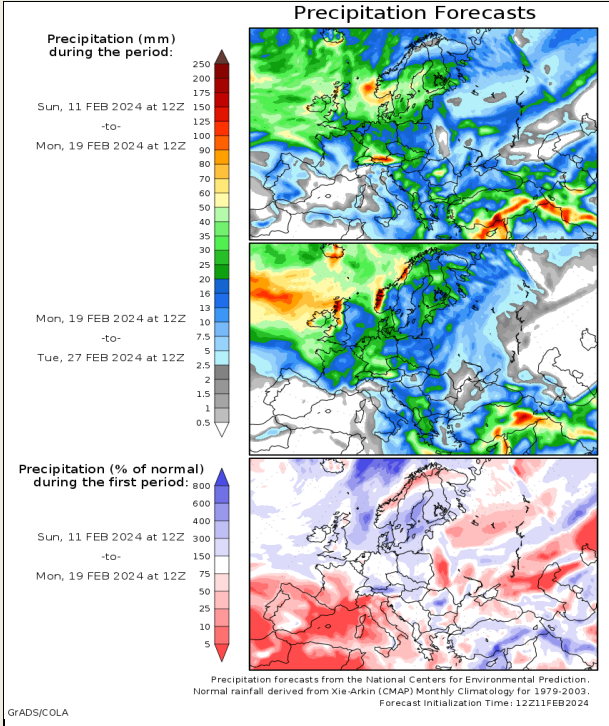 Precipitation Forecasts
Precipitation (mm)
during the period:
250
200
175
150
125
100
90
80
70
60
50
40
35
30
25
20
16
13
10
7.5
5
2.5
2
1.5
1
0.5
Sun, 11 FEB 2024 at 12Z
-to-
Mon, 19 FEB 2024 at 12Z
Mon, 19 FEB 2024 at 12Z
-to-
Tue, 27 FEB 2024 at 12Z
Precipitation (% of normal)
during the first period:
800
600
400
300
150
75
50
25
10
5
Sun, 11 FEB 2024 at 12Z
-to-
Mon, 19 FEB 2024 at 12Z
Precipitation forecasts from the National Centers for Environmental Prediction.
Normal rainfall derived from Xie-Arkin (CMAP) Monthly Climatology for 1979-2003.
Forecast Initialization Time: 12Z11FEB2024
GrADS/COLA